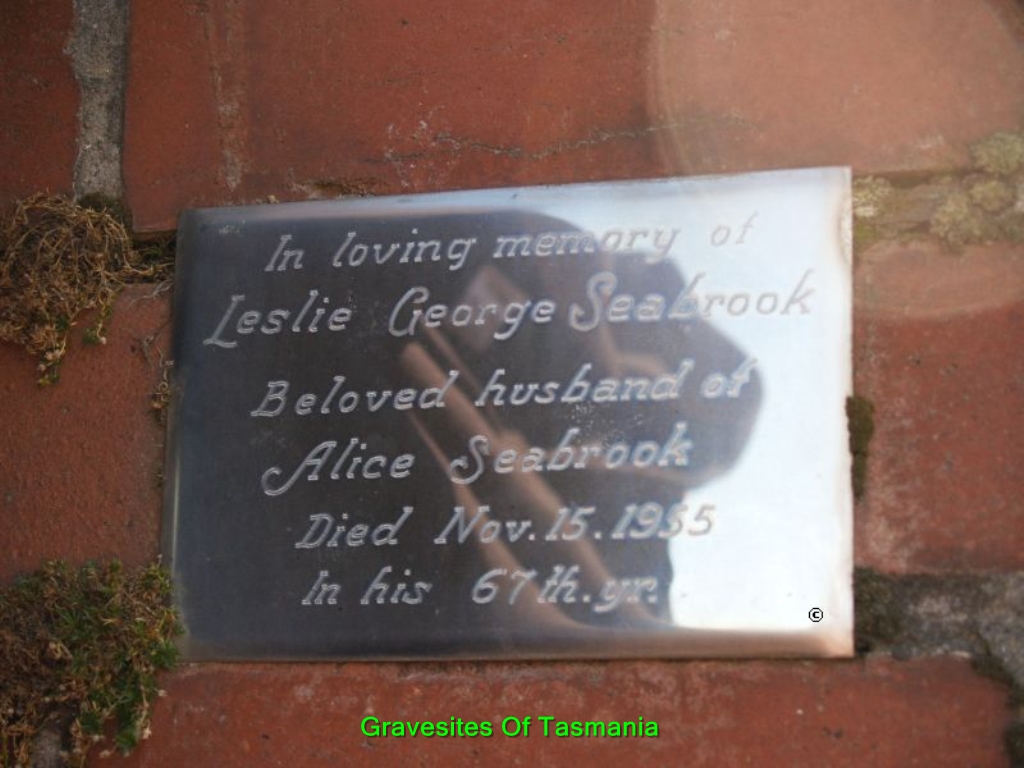 In loving memory of
Leslie George Seabrook
Beloved husband of
Alice Seabrook
Died Nov. 15. 1955
In his 67th. yr.
©
Gravesites Of Tasmania